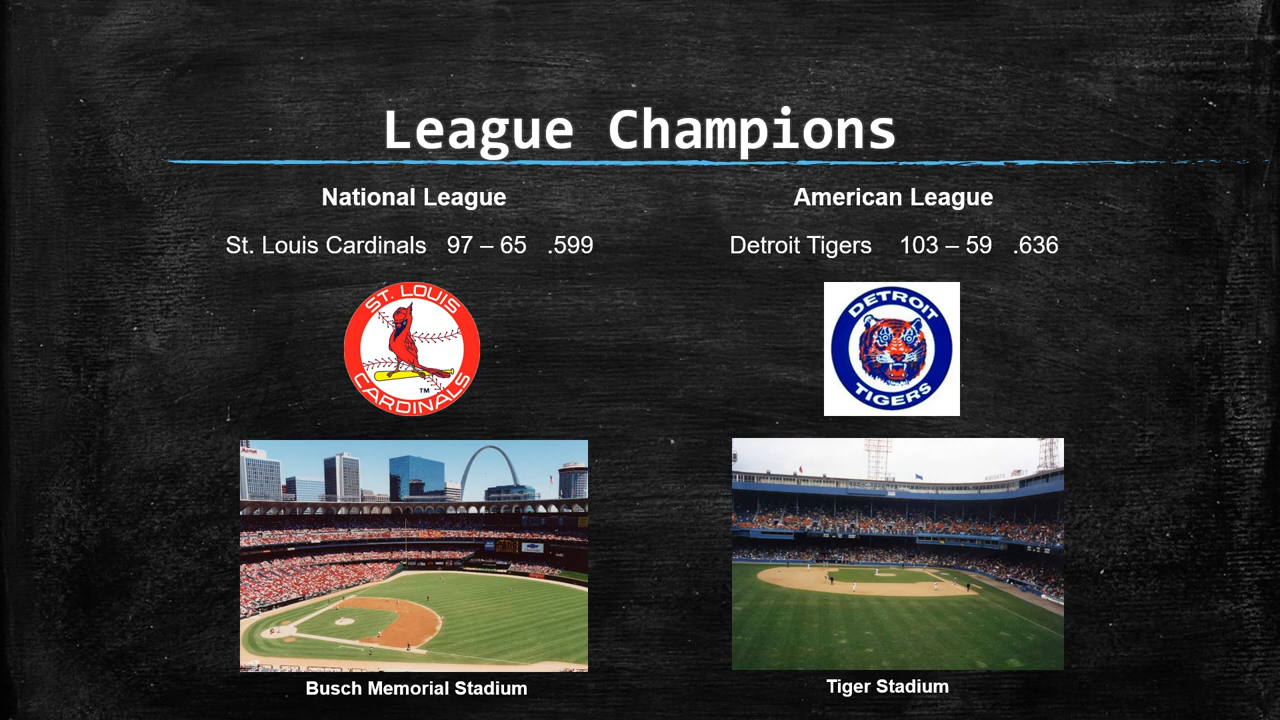 League Champions
National League
St. Louis Cardinals 97 – 65 .599
ST. LOUIS
CARDINALS
TM
Busch Memorial Stadium
American League
Detroit Tigers 103 – 59 .636
DETROIT
TIGERS
Tiger Stadium